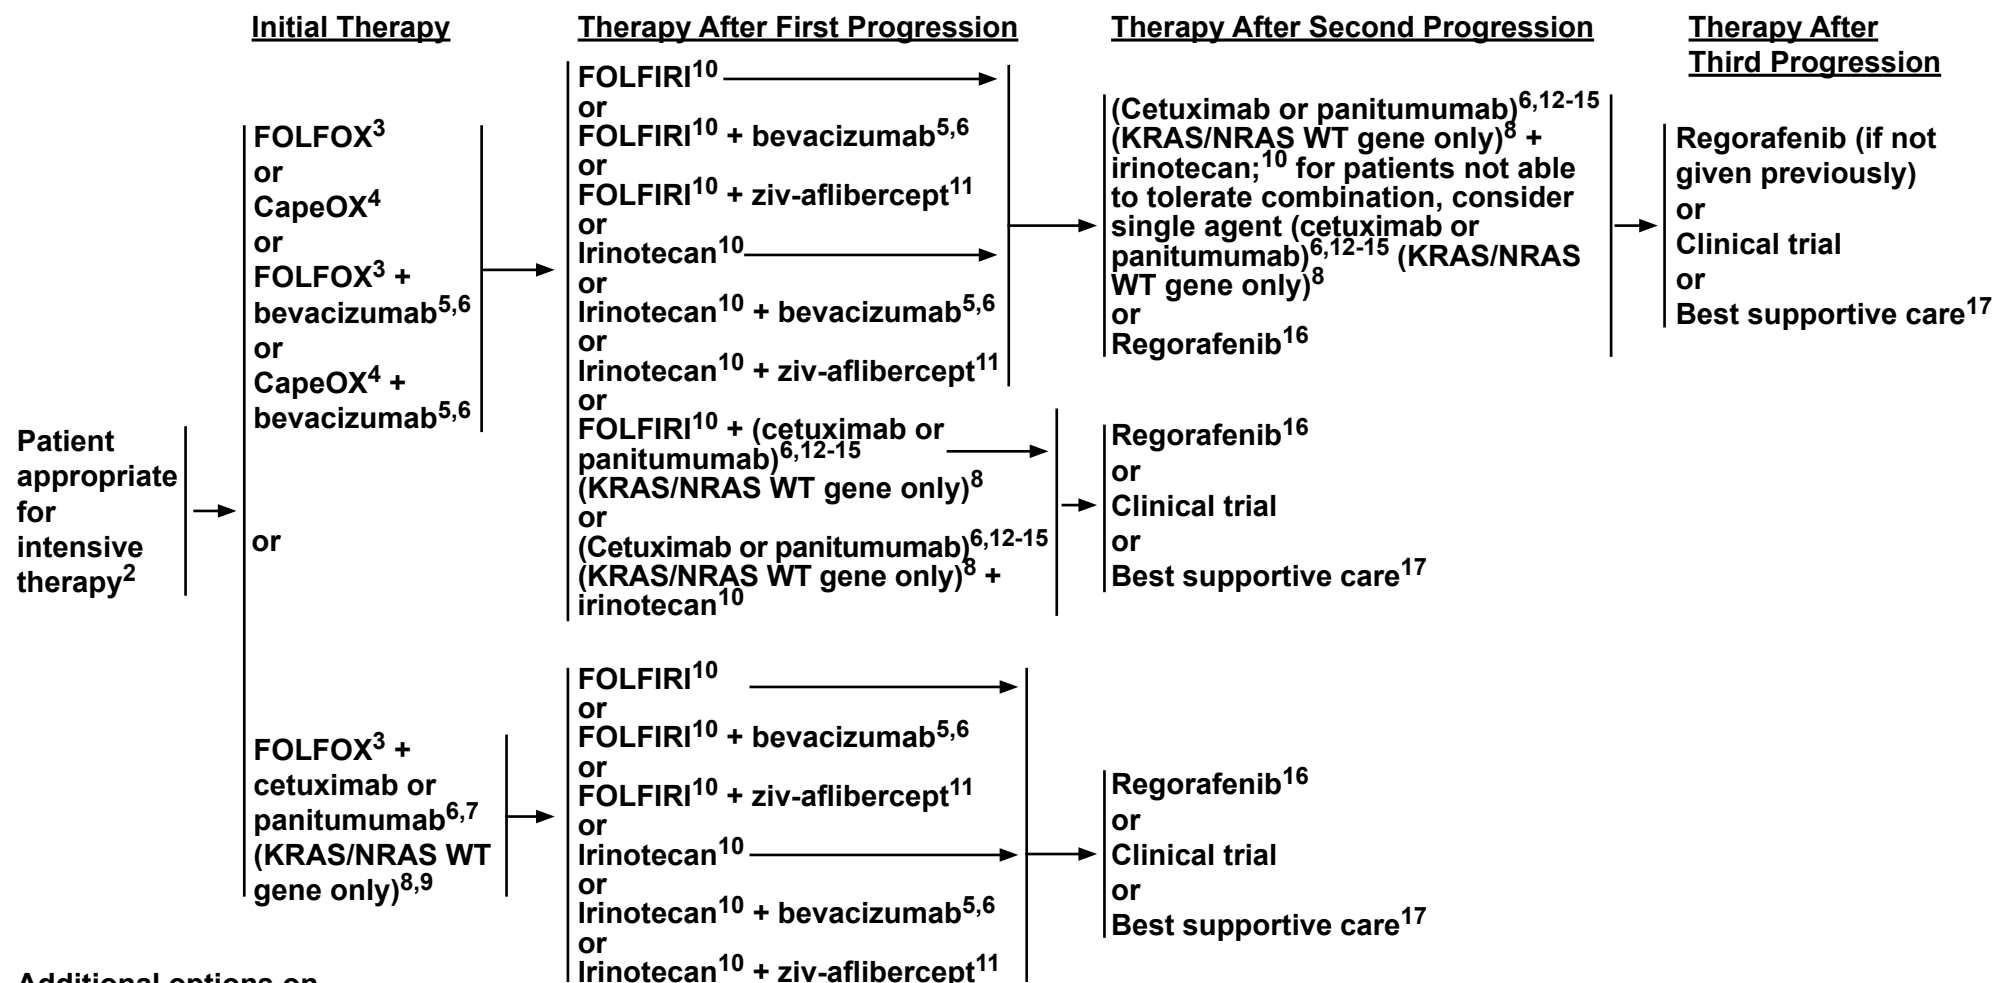 Initial Therapy
Therapy After First Progression
Therapy After Second Progression
Therapy After
Third Progression
Patient
appropriate
for
intensive
therapy2
FOLFOX3
or
CapeOX4
or
FOLFOX3 +
bevacizumab5,6
or
CapeOX4 +
bevacizumab5,6
or
FOLFOX3 +
cetuximab or
panitumumab6,7
(KRAS/NRAS WT
gene only)8,9
FOLFIRI10
or
FOLFIRI10 + bevacizumab5,6
or
FOLFIRI10 + ziv-aflibercept11
or
Irinotecan10
or
Irinotecan10 + bevacizumab5,6
or
Irinotecan10 + ziv-aflibercept11
or
FOLFIRI10 + (cetuximab or
panitumumab)6,12-15
(KRAS/NRAS WT gene only)8
or
(Cetuximab or panitumumab)6,12-15
(KRAS/NRAS WT gene only)8 +
irinotecan10
(Cetuximab or panitumumab)6,12-15
(KRAS/NRAS WT gene only)8 +
irinotecan;10 for patients not able
to tolerate combination, consider
single agent (cetuximab or
panitumumab)6,12-15 (KRAS/NRAS
WT gene only)8
or
Regorafenib16
Regorafenib (if not
given previously)
or
Clinical trial
or
Best supportive care17
Regorafenib16
or
Clinical trial
or
Best supportive care17
FOLFIRI10
or
FOLFIRI10 + bevacizumab5,6
or
FOLFIRI10 + ziv-aflibercept11
or
Irinotecan10
or
Irinotecan10 + bevacizumab5,6
or
Irinotecan10 + ziv-aflibercept11
Regorafenib16
or
Clinical trial
or
Best supportive care17
Additional options on